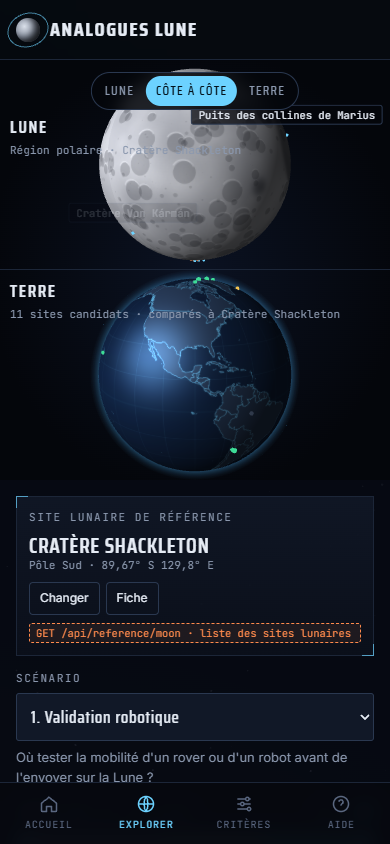 ANALOGUES LUNE
LUNE CÔTE À CÔTE TERRE
Puits des collines de Marius
LUNE
Région polaire · Cratère Shackleton
Cratère Von Kármán
TERRE
11 sites candidats · comparés à Cratère Shackleton
SITE LUNAIRE DE RÉFÉRENCE
CRATÈRE SHACKLETON
Pôle Sud · 89,67° S 129,8° E
Changer Fiche
GET /api/reference/moon · liste des sites lunaires
SCÉNARIO
1. Validation robotique
Où tester la mobilité d'un rover ou d'un robot avant de
l'envoyer sur la Lune ?
ACCUEIL EXPLORER CRITÈRES AIDE